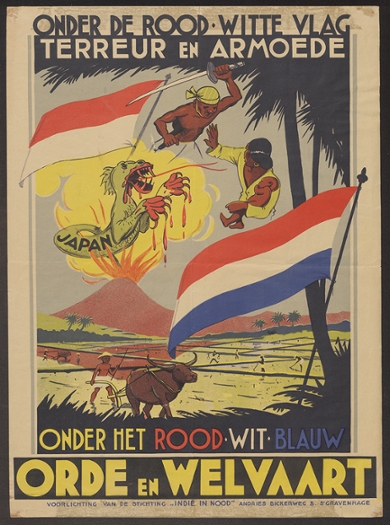 ONDER DE ROOD·WITTE VLAG
TERREUR EN ARMOEDE
JAPAN
ONDER HET ROOD·WIT·BLAUW
ORDE EN WELVAART
VOORLICHTING VAN DE STICHTING „INDIË IN NOOD" ANDRIES BICKERWEG 5 'S GRAVENHAGE